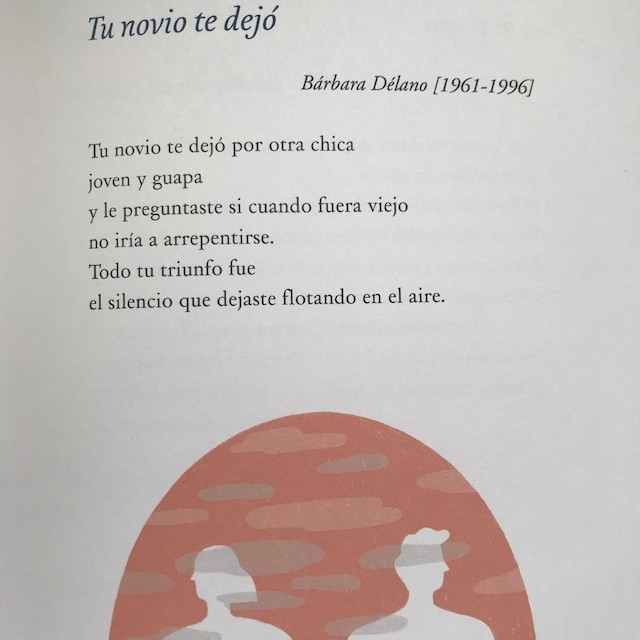 Tu novio te dejó
Bárbara Délano [1961-1996]
Tu novio te dejó por otra chica
joven y guapa
y le preguntaste si cuando fuera viejo
no iría a arrepentirse.
Todo tu triunfo fue
el silencio que dejaste flotando en el aire.